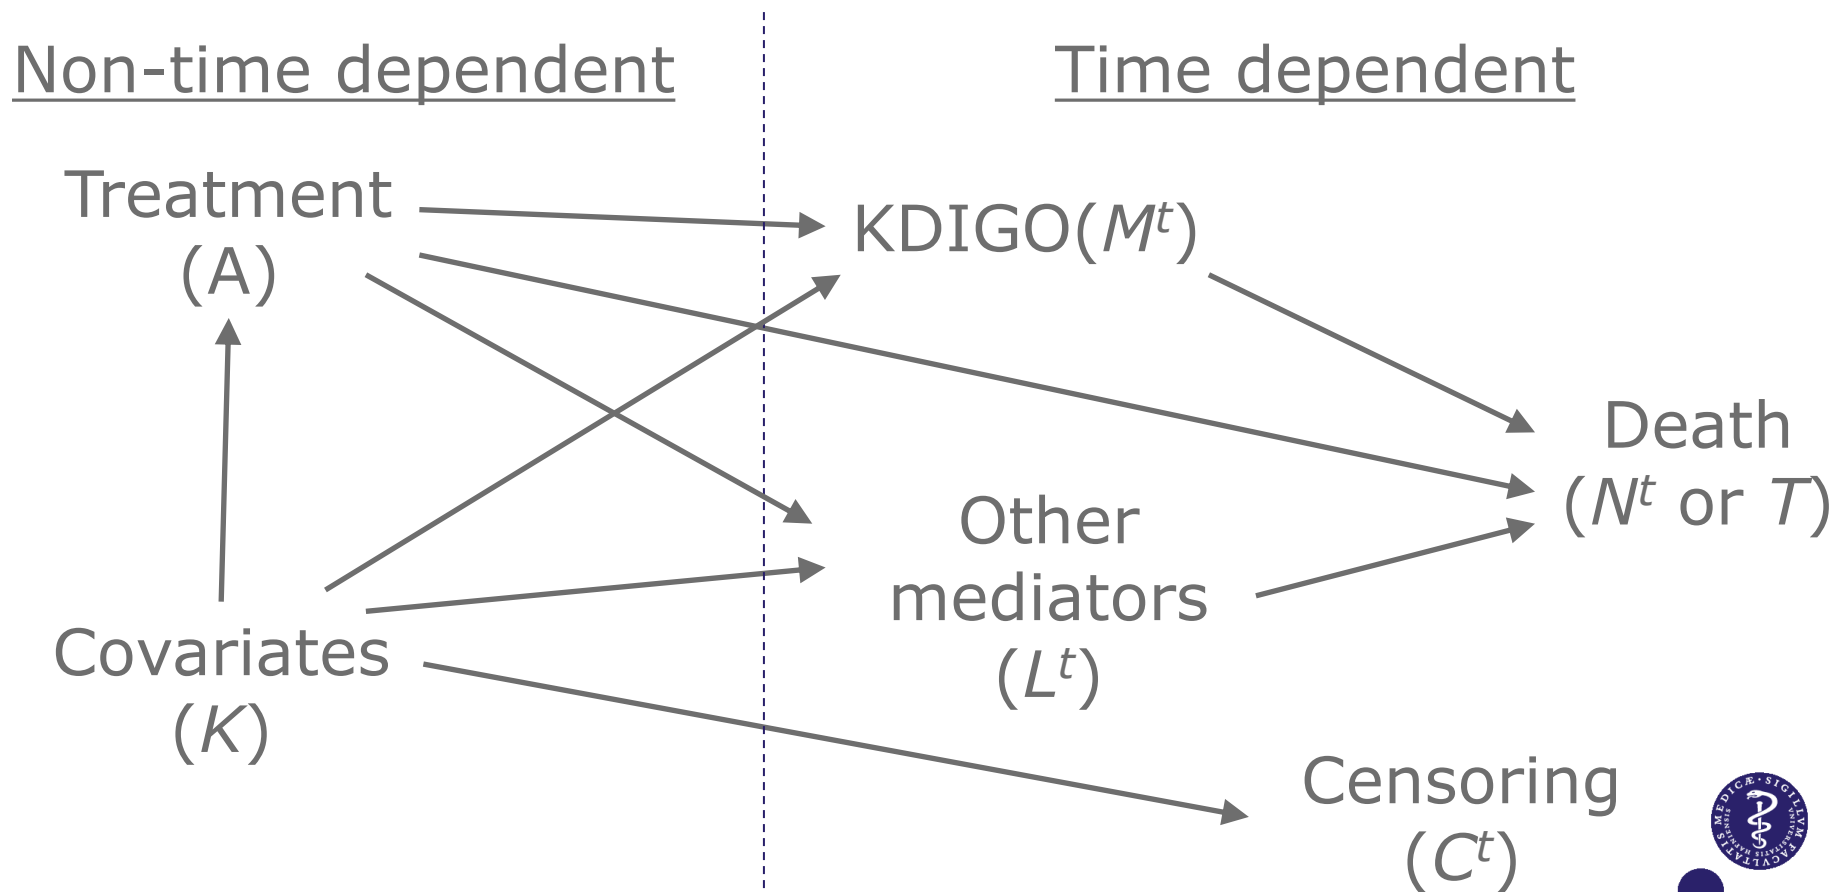 Non-time dependent
Time dependent
Treatment
(A)
KDIGO(Mᵗ)
Death
(Nᵗ or T)
Other
mediators
(Lᵗ)
Covariates
(K)
Censoring
(Cᵗ)